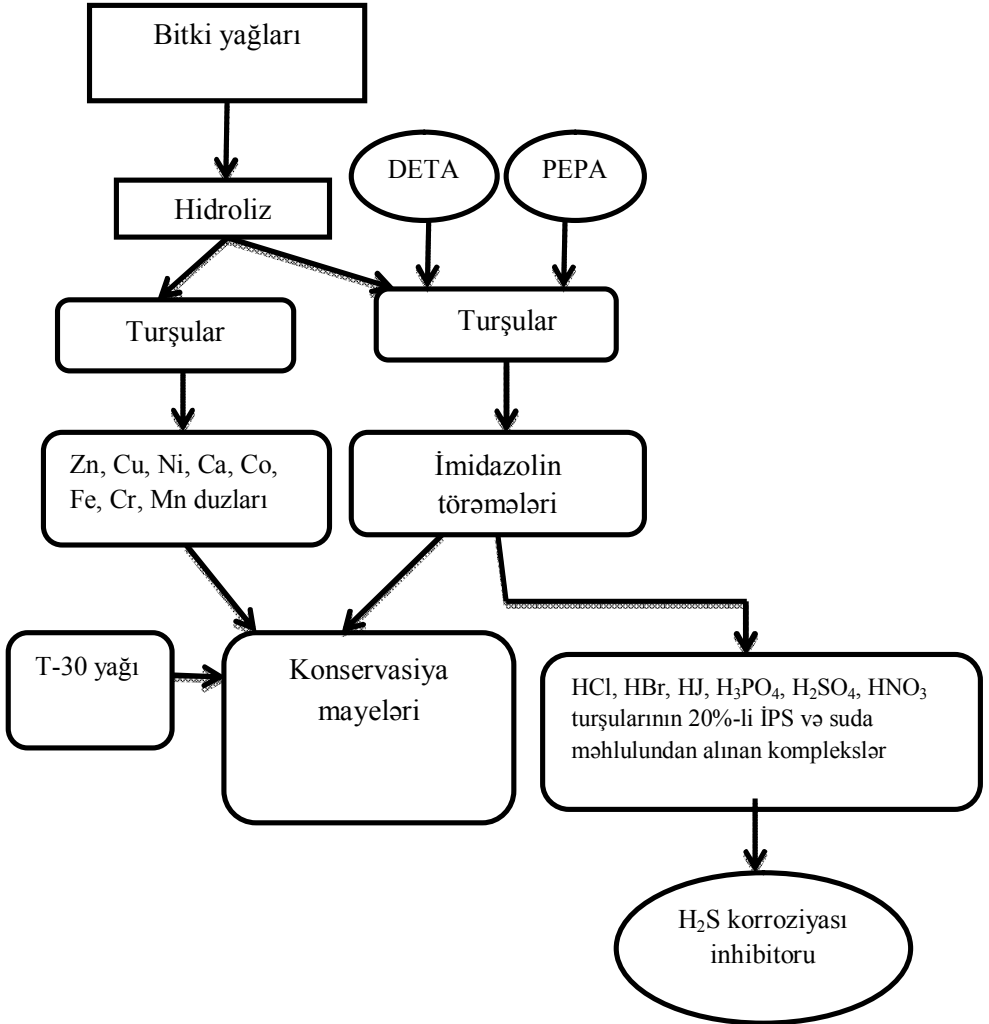 Bitki yağları
DETA
PEPA
Hidroliz
Turşular
Turşular
Zn, Cu, Ni, Ca, Co,
Fe, Cr, Mn duzları
İmidazolin
törəmələri
T-30 yağı
Konservasiya
mayeləri
HCl, HBr, HJ, H₃PO₄, H₂SO₄, HNO₃
turşularının 20%-li İPS və suda
məhlulundan alınan komplekslər
H₂S korroziyası
inhibitoru